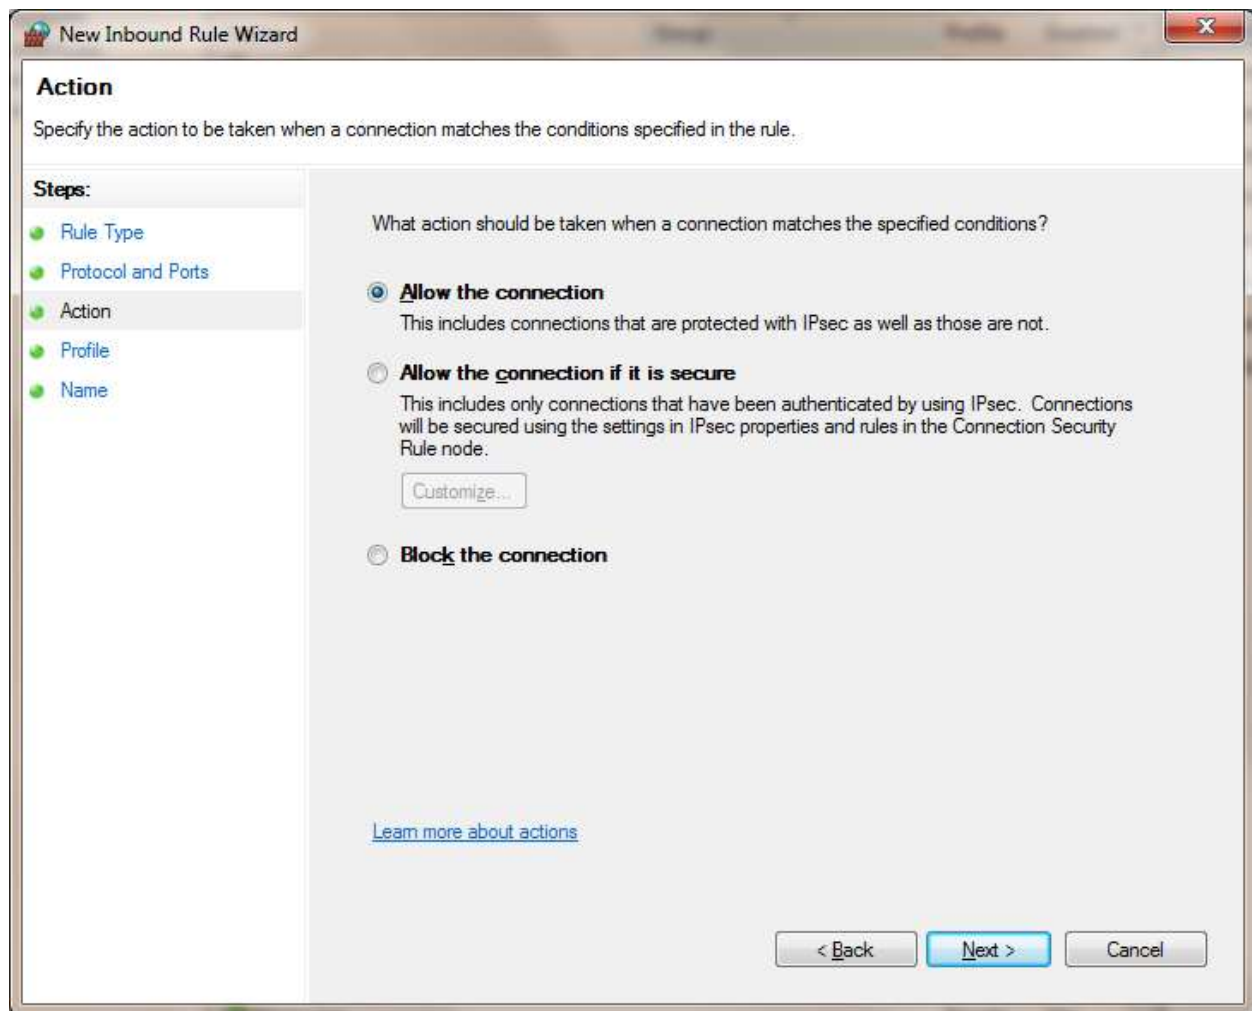 New Inbound Rule Wizard
Action
Specify the action to be taken when a connection matches the conditions specified in the rule.
Steps:
Rule Type
Protocol and Ports
Action
Profile
Name
What action should be taken when a connection matches the specified conditions?
Allow the connection
This includes connections that are protected with IPsec as well as those are not.
Allow the connection if it is secure
This includes only connections that have been authenticated by using IPsec. Connections
will be secured using the settings in IPsec properties and rules in the Connection Security
Rule node.
Customize...
Block the connection
Learn more about actions
< Back
Next >
Cancel